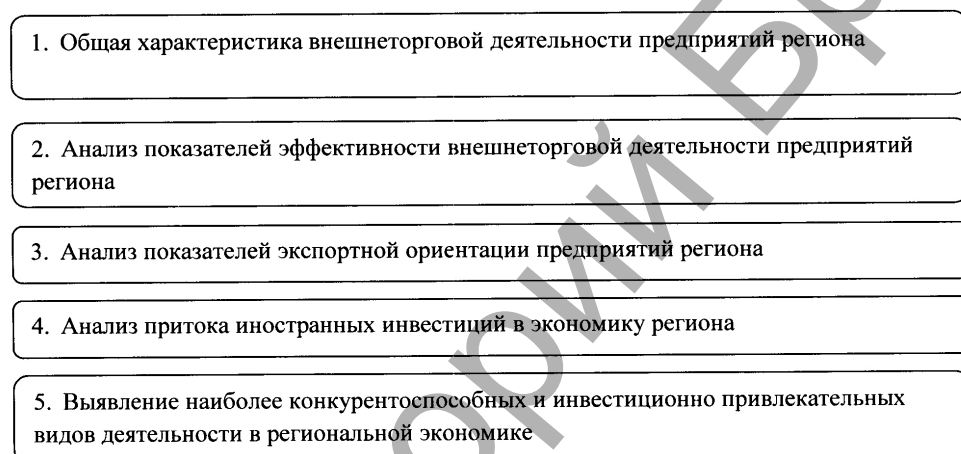 1. Общая характеристика внешнеторговой деятельности предприятий региона
2. Анализ показателей эффективности внешнеторговой деятельности предприятий
региона
3. Анализ показателей экспортной ориентации предприятий региона
4. Анализ притока иностранных инвестиций в экономику региона
5. Выявление наиболее конкурентоспособных и инвестиционно привлекательных
видов деятельности в региональной экономике